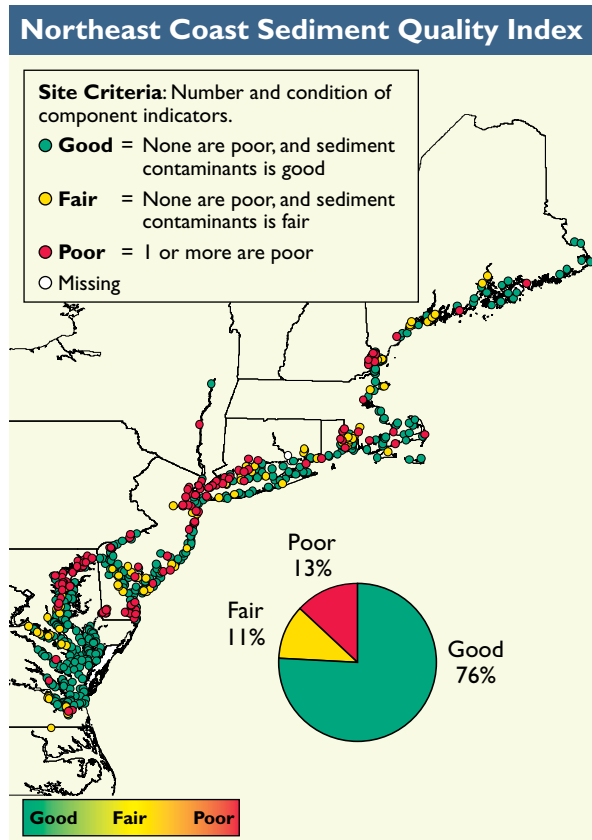 Northeast Coast Sediment Quality Index
Site Criteria: Number and condition of
component indicators.
Good = None are poor, and sediment
contaminants is good
Fair = None are poor, and sediment
contaminants is fair
Poor = 1 or more are poor
Missing
Poor
13%
Fair
11%
Good
76%
Good Fair Poor